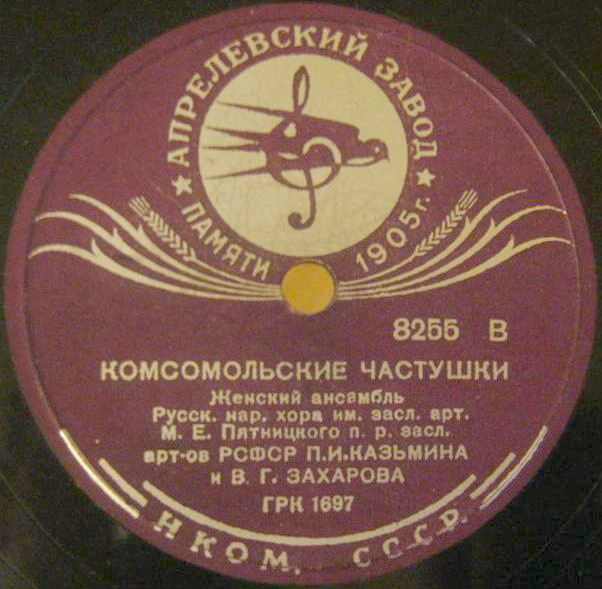 АПРЕЛЕВСКИЙ ЗАВОД
ПАМЯТИ 1905 г.
8255 В
КОМСОМОЛЬСКИЕ ЧАСТУШКИ
Женский ансамбль
Русск. нар. хора им. засл. арт.
М. Е. Пятницкого п. р. засл.
арт-ов РСФСР П.И.КАЗЬМИНА
и В. Г. ЗАХАРОВА
ГРК 1697
НКОМ. СССР.